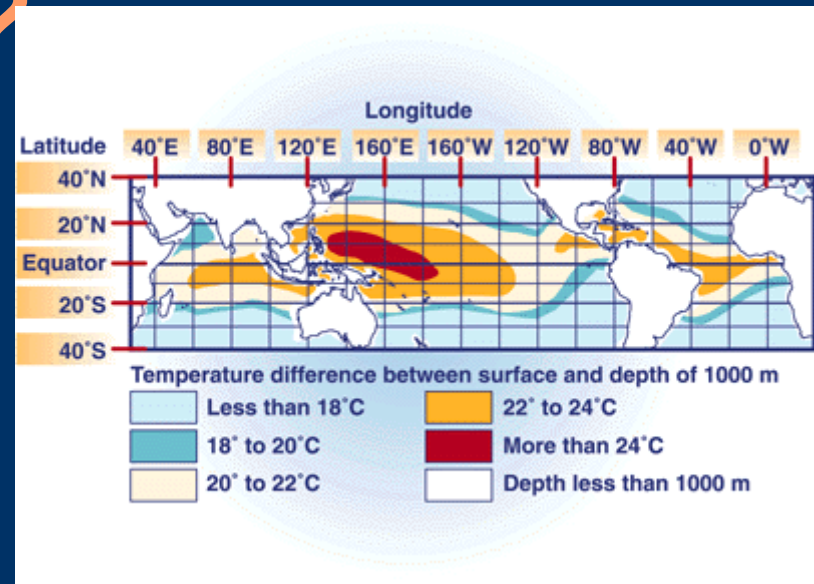 Longitude
Latitude 40°E 80°E 120°E 160°E 160°W 120°W 80°W 40°W 0°W
40°N
20°N
Equator
20°S
40°S
Temperature difference between surface and depth of 1000 m
Less than 18°C 22° to 24°C
18° to 20°C More than 24°C
20° to 22°C Depth less than 1000 m